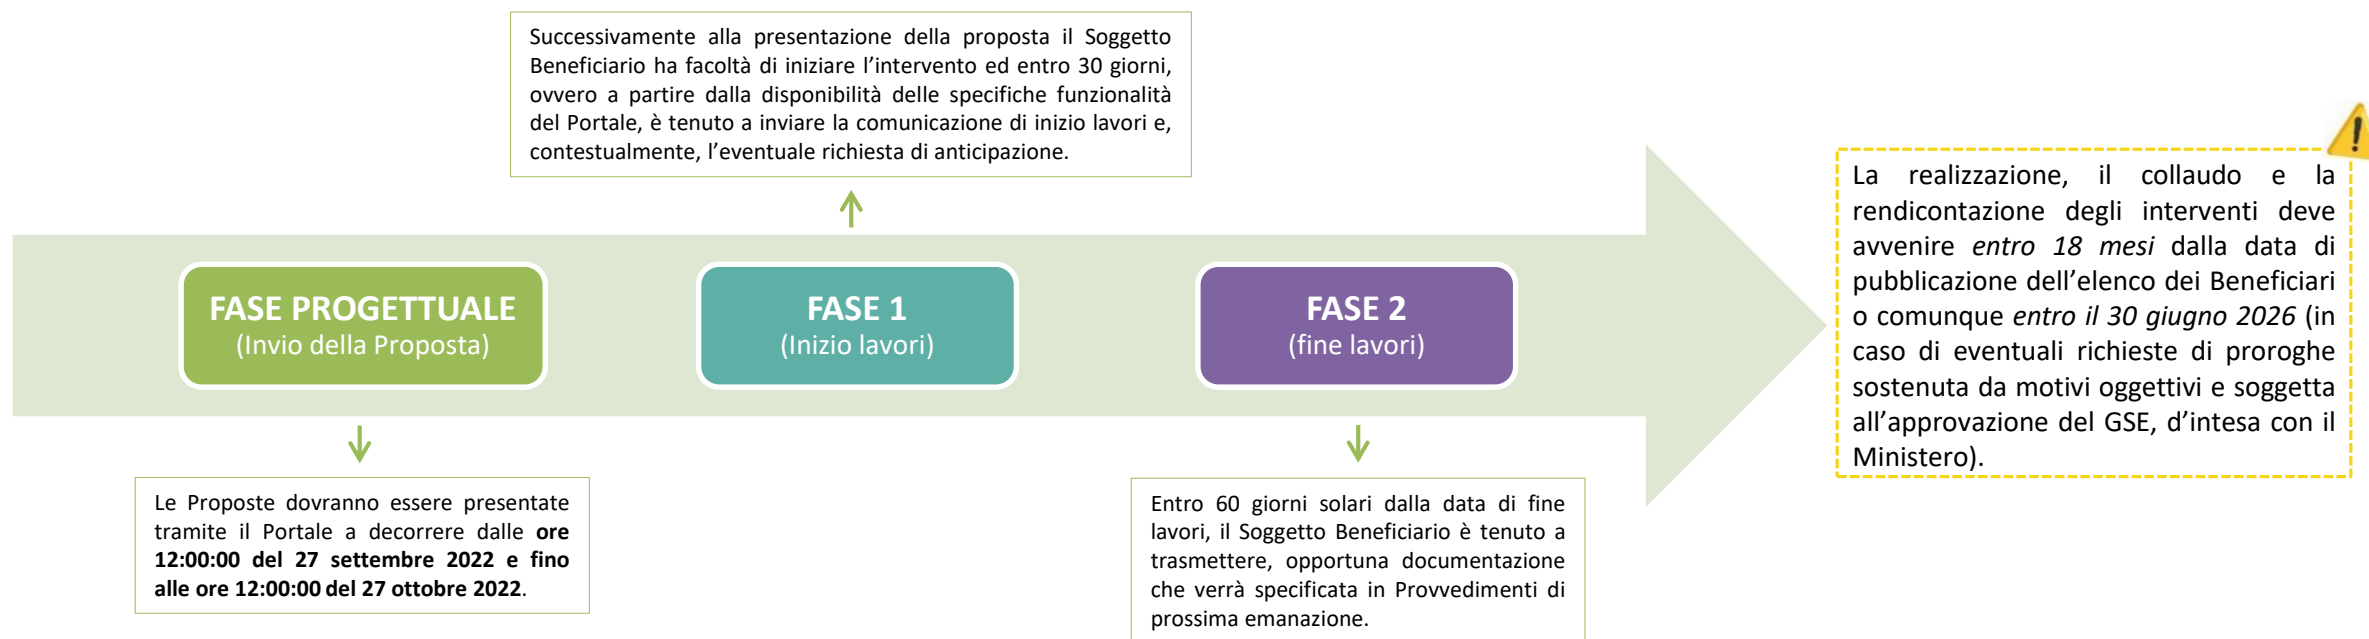 Successivamente alla presentazione della proposta il Soggetto
Beneficiario ha facoltà di iniziare l’intervento ed entro 30 giorni,
ovvero a partire dalla disponibilità delle specifiche funzionalità
del Portale, è tenuto a inviare la comunicazione di inizio lavori e,
contestualmente, l’eventuale richiesta di anticipazione.
FASE PROGETTUALE
(Invio della Proposta)
FASE 1
(Inizio lavori)
FASE 2
(fine lavori)
La realizzazione, il collaudo e la
rendicontazione degli interventi deve
avvenire entro 18 mesi dalla data di
pubblicazione dell’elenco dei Beneficiari
o comunque entro il 30 giugno 2026 (in
caso di eventuali richieste di proroghe
sostenuta da motivi oggettivi e soggetta
all’approvazione del GSE, d’intesa con il
Ministero).
Le Proposte dovranno essere presentate
tramite il Portale a decorrere dalle ore
12:00:00 del 27 settembre 2022 e fino
alle ore 12:00:00 del 27 ottobre 2022.
Entro 60 giorni solari dalla data di fine
lavori, il Soggetto Beneficiario è tenuto a
trasmettere, opportuna documentazione
che verrà specificata in Provvedimenti di
prossima emanazione.